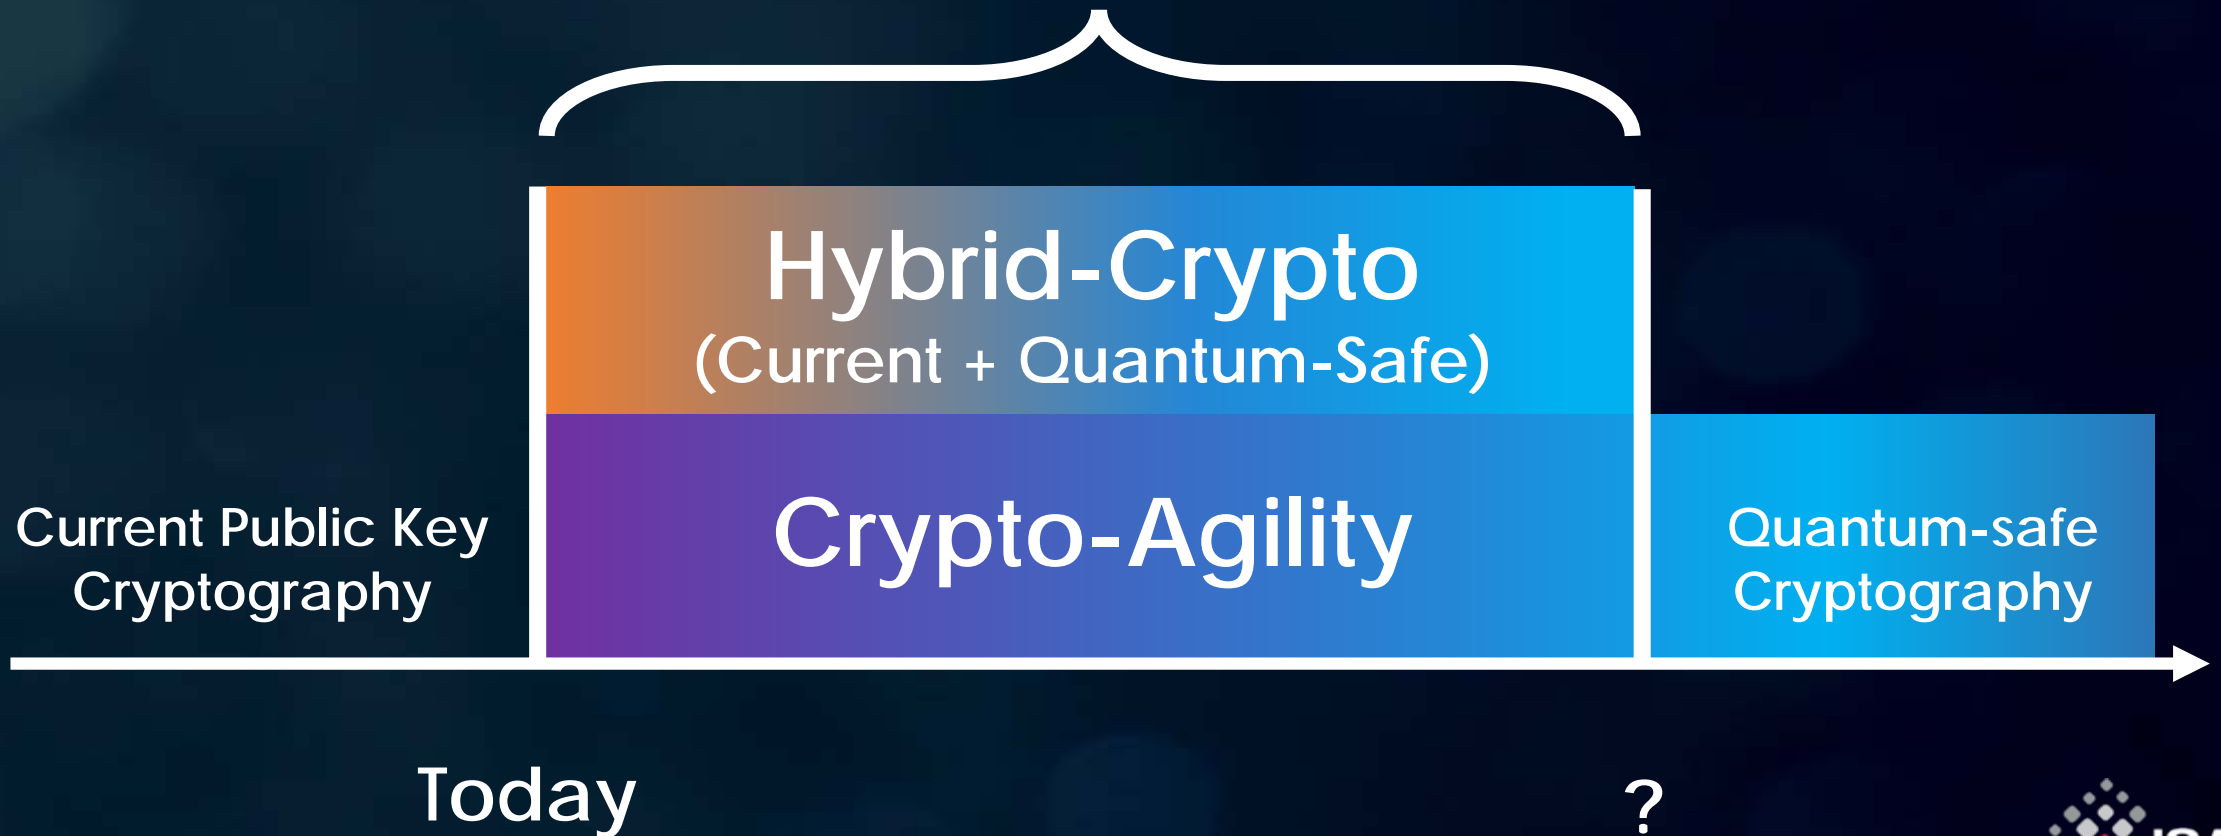 Hybrid-Crypto
(Current + Quantum-Safe)
Current Public Key
Cryptography
Crypto-Agility
Quantum-safe
Cryptography
Today
?